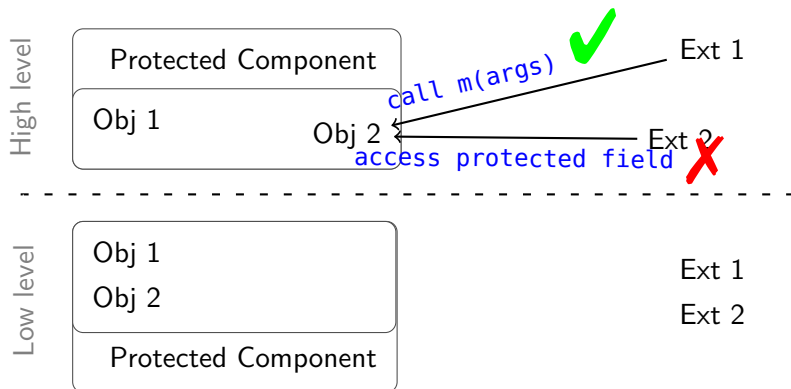 High level
Protected Component
Obj 1
Obj 2
call m(args)
access protected field
Ext 1
Ext 2
Low level
Obj 1
Obj 2
Protected Component
Ext 1
Ext 2